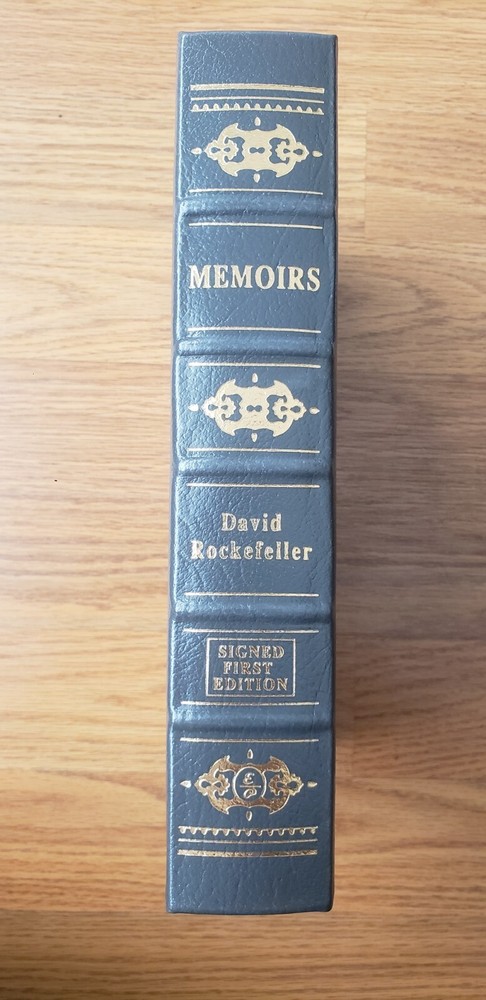 MEMOIRS
David
Rockefeller
SIGNED
FIRST
EDITION